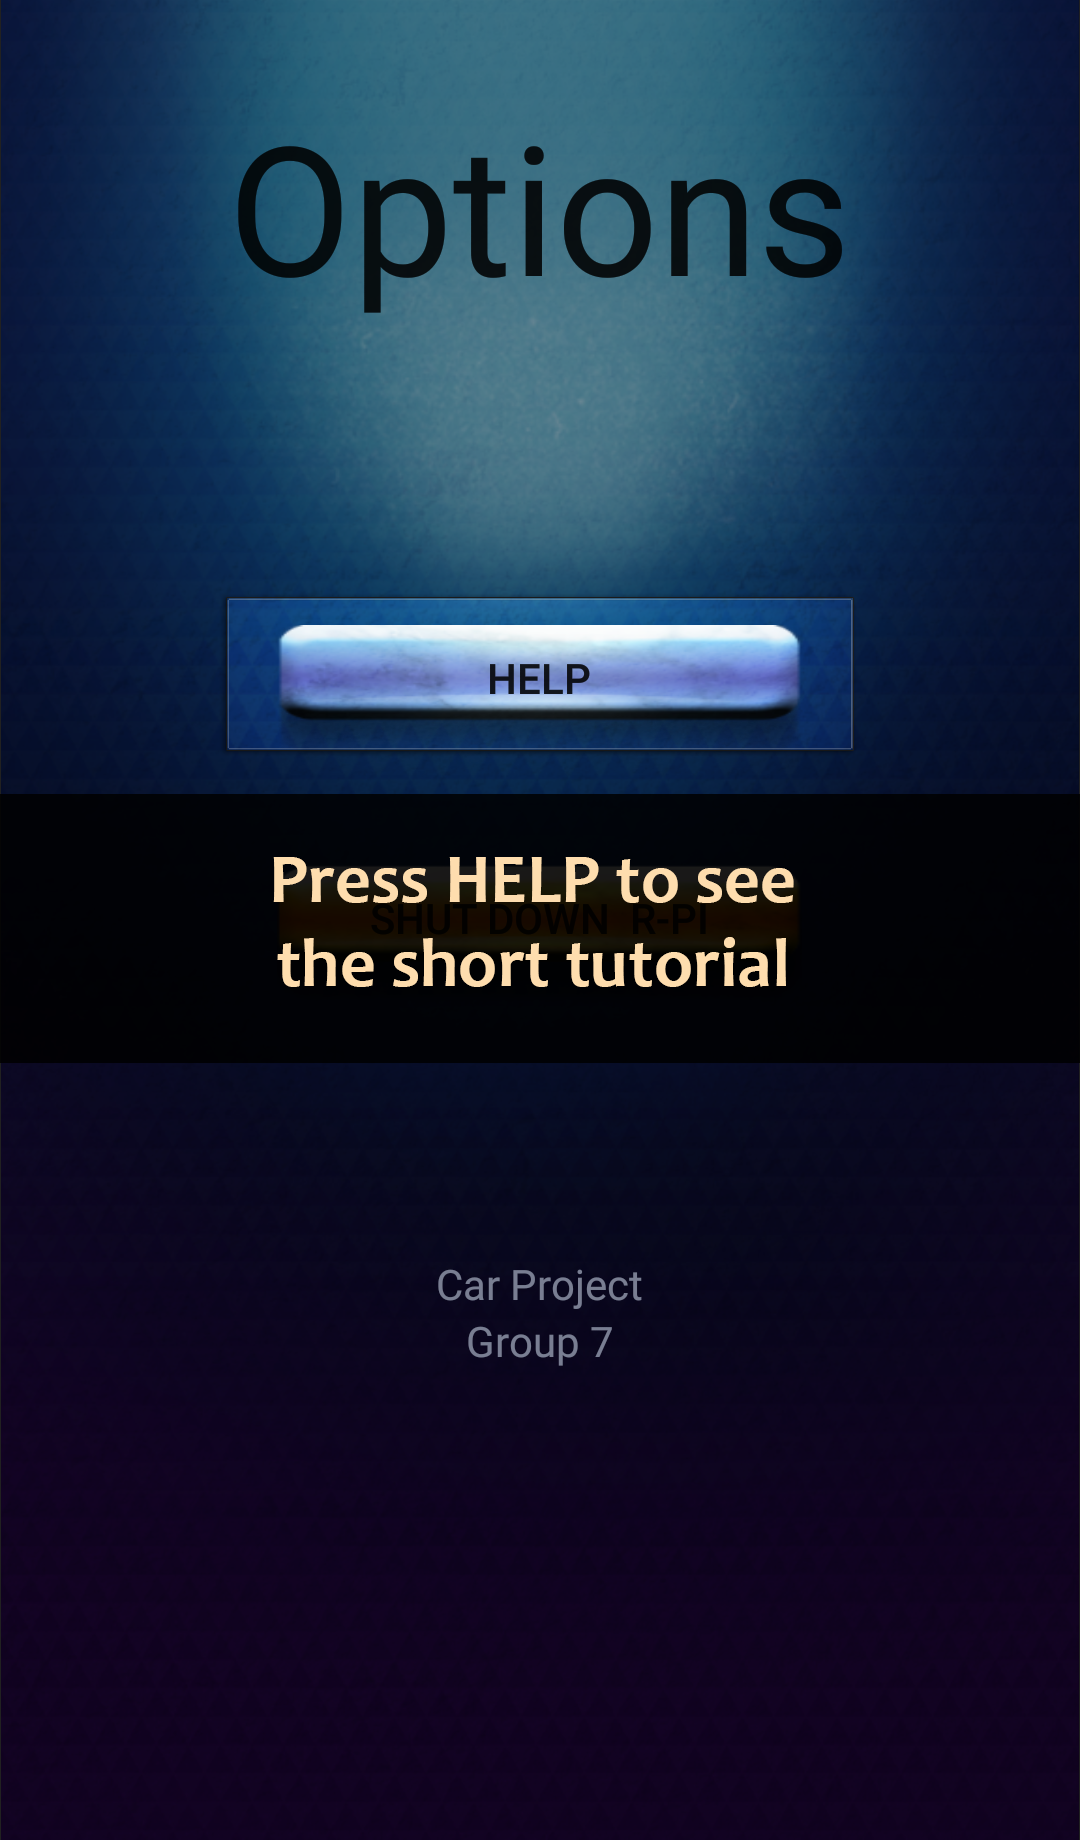 Options
HELP
Press HELP to see
SHUT DOWN R-PI
the short tutorial
Car Project
Group 7